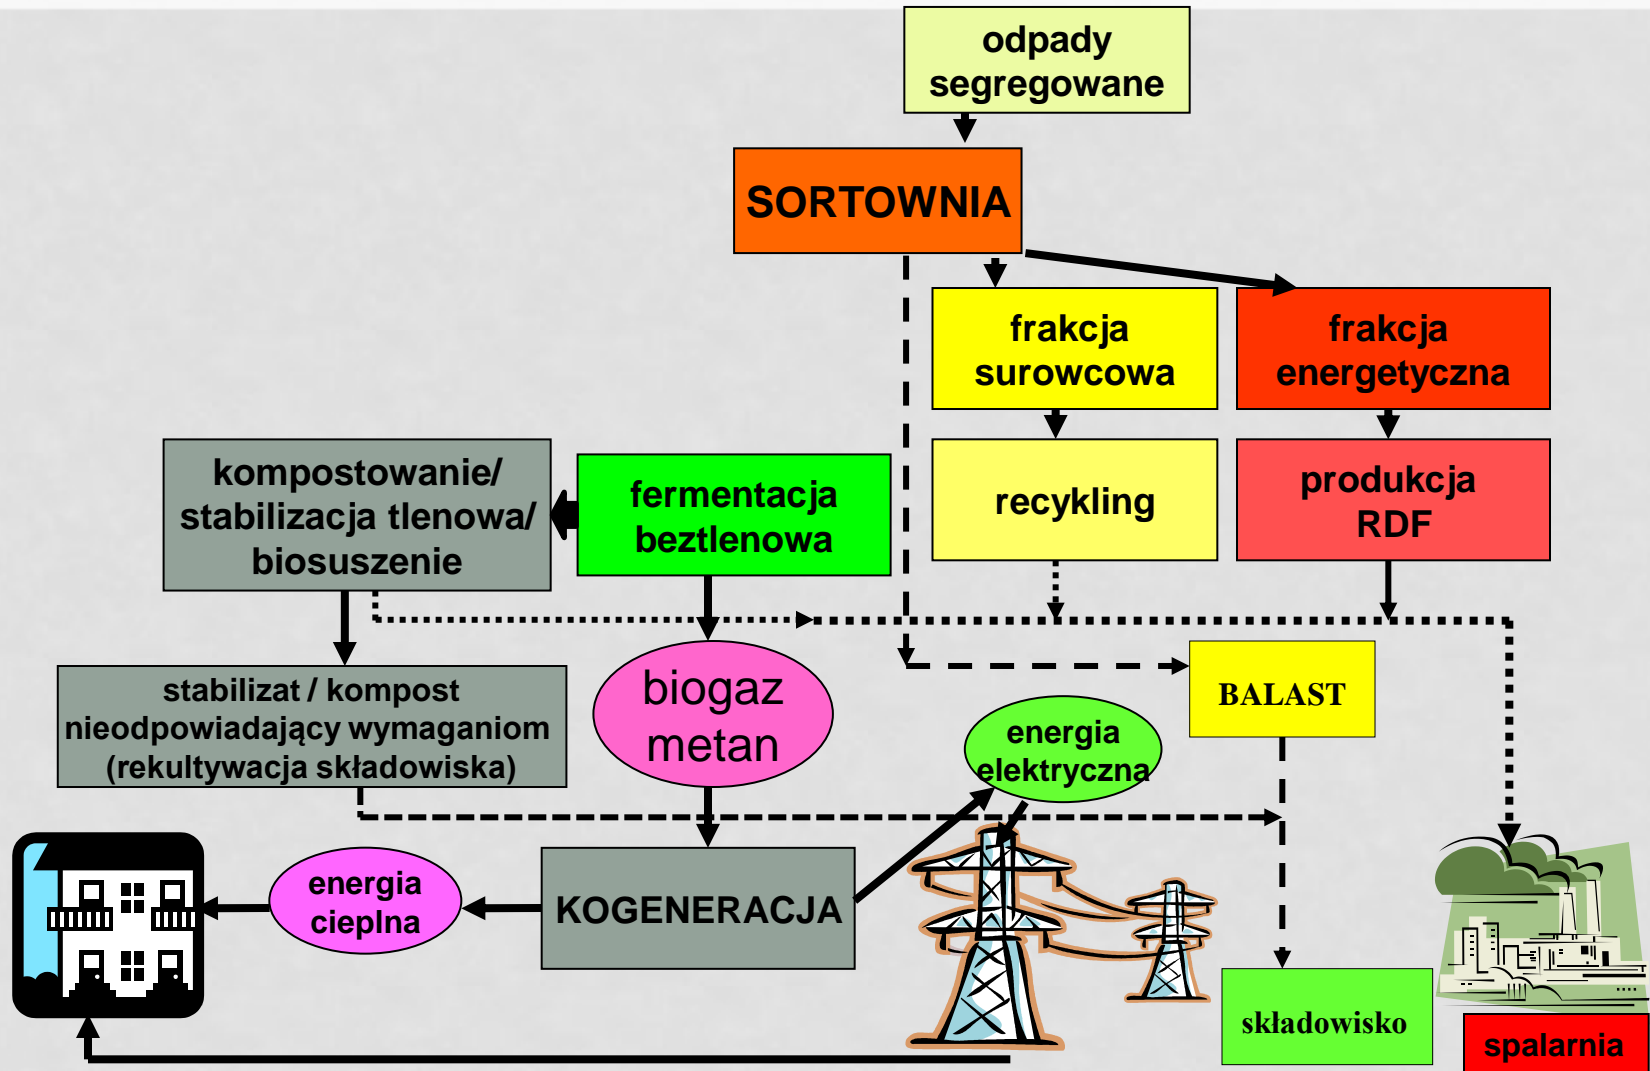 odpady
segregowane
SORTOWNIA
frakcja
surowcowa
frakcja
energetyczna
kompostowanie/
stabilizacja tlenowa/
biosuszenie
fermentacja
beztlenowa
recykling
produkcja
RDF
stabilizat / kompost
nieodpowiadający wymaganiom
(rekultywacja składowiska)
biogaz
metan
BALAST
energia
elektryczna
energia
cieplna
KOGENERACJA
składowisko
spalarnia